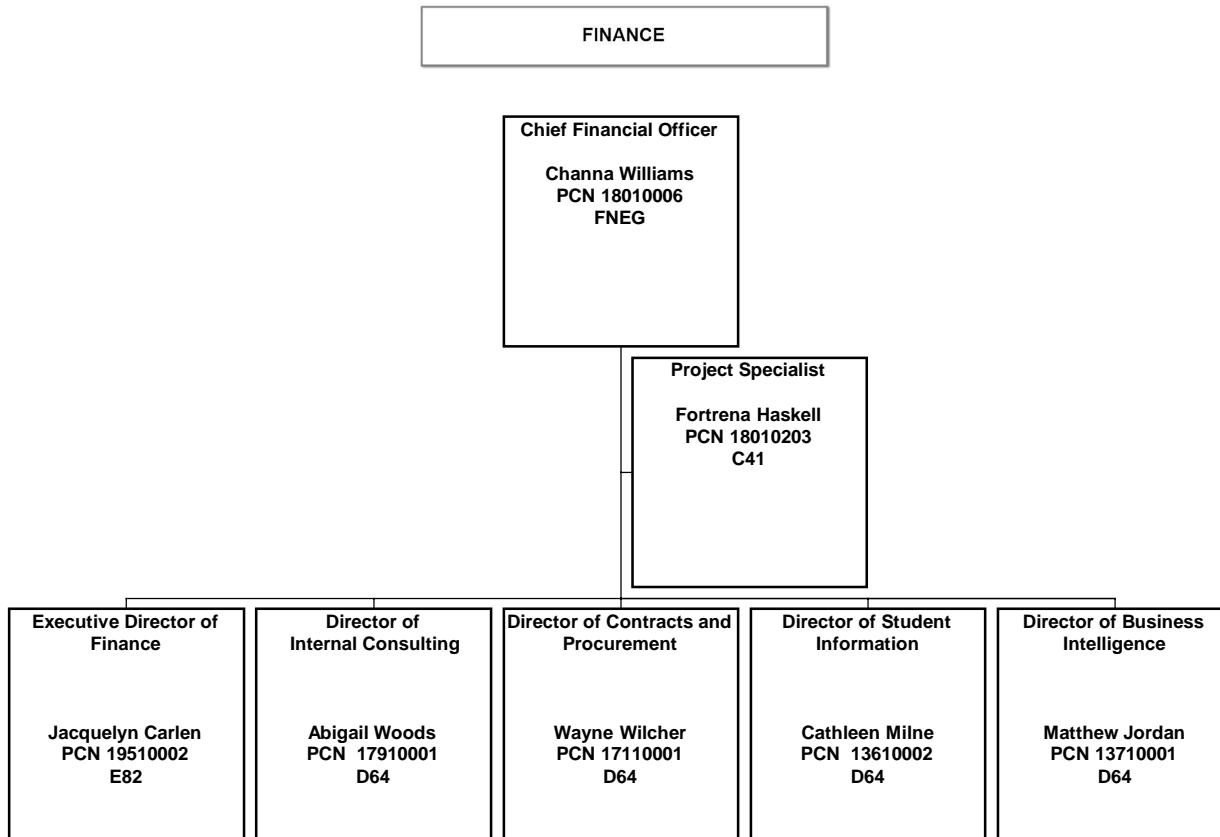 FINANCE
Chief Financial Officer
Channa Williams
PCN 18010006
FNEG
Project Specialist
Fortrena Haskell
PCN 18010203
C41
Executive Director of
Finance
Jacquelyn Carlen
PCN 19510002
E82
Director of
Internal Consulting
Abigail Woods
PCN  17910001
D64
Director of Contracts and
Procurement
Wayne Wilcher
PCN 17110001
D64
Director of Student
Information
Cathleen Milne
PCN  13610002
D64
Director of Business
Intelligence
Matthew Jordan
PCN 13710001
D64